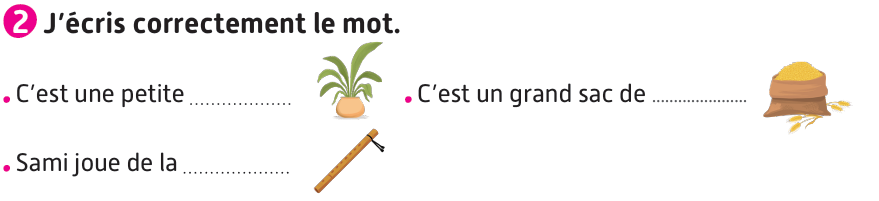 2 J'écris correctement le mot.
• C'est une petite ....................
• C'est un grand sac de ......................
• Sami joue de la ....................